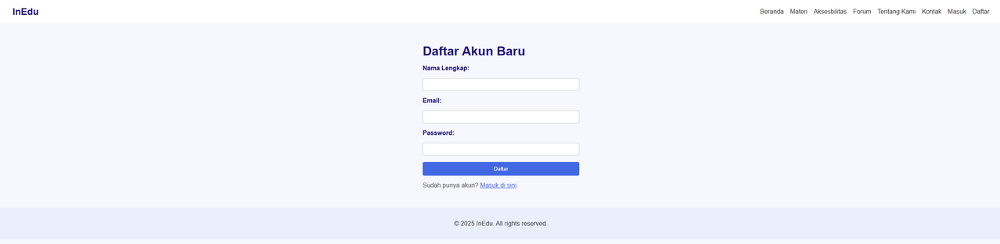 InEdu
Beranda Materi Aksesbilitas Forum Tentang Kami Kontak Masuk Daftar
Daftar Akun Baru
Nama Lengkap:
Email:
Password:
Daftar
Sudah punya akun? Masuk di sini.
© 2025 InEdu. All rights reserved.